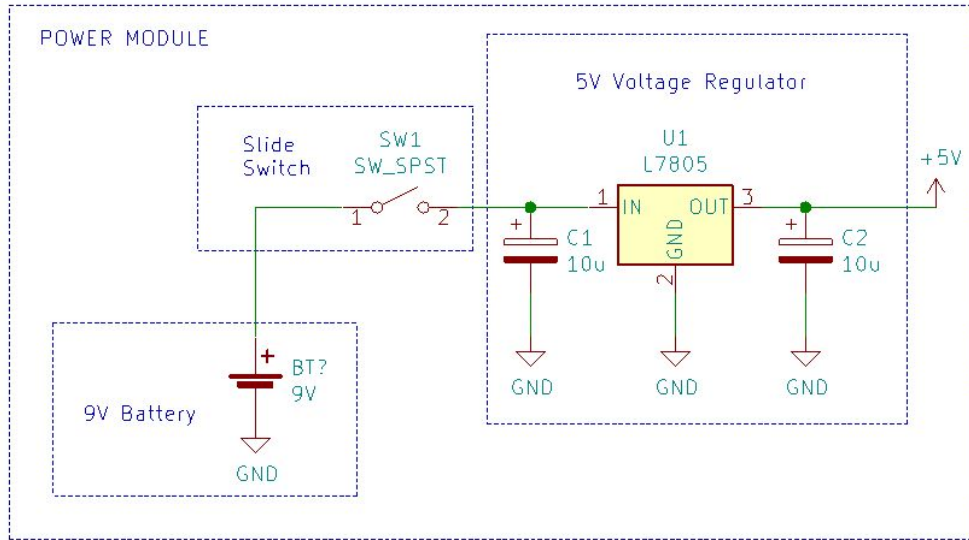 POWER MODULE
5V Voltage Regulator
Slide
Switch
SW1
SW_SPST
1
2
U1
L7805
1
IN
OUT
3
GND
2
+
C1
10u
+
C2
10u
+5V
GND
GND
GND
9V Battery
+
BT?
9V
GND